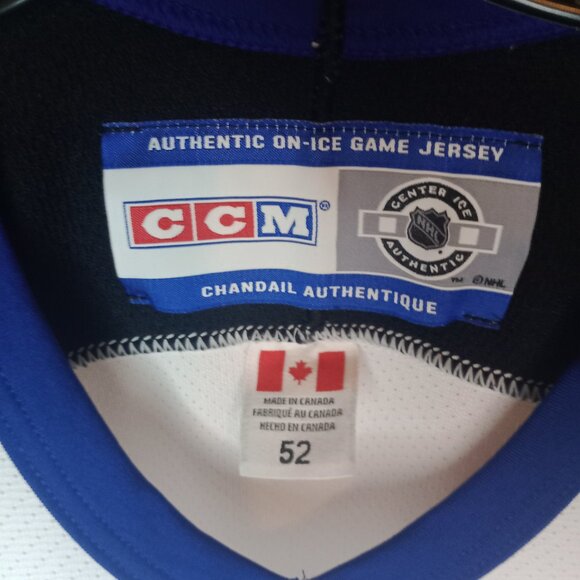 AUTHENTIC ON-ICE GAME JERSEY
CCM®
CENTER ICE
NHL
AUTHENTIC
™ ©NHL
CHANDAIL AUTHENTIQUE
MADE IN CANADA
FABRIQUÉ AU CANADA
HECHO EN CANADA
52